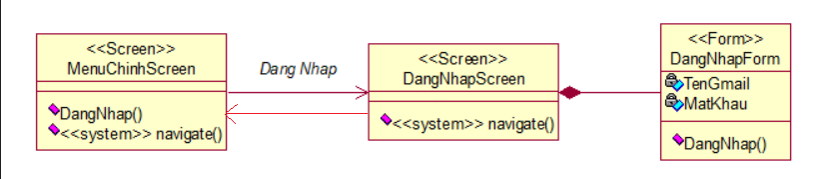 <<Screen>>
MenuChinhScreen
DangNhap()
<<system>> navigate()
Dang Nhap
<<Screen>>
DangNhapScreen
<<system>> navigate()
<<Form>>
DangNhapForm
TenGmail
MatKhau
DangNhap()